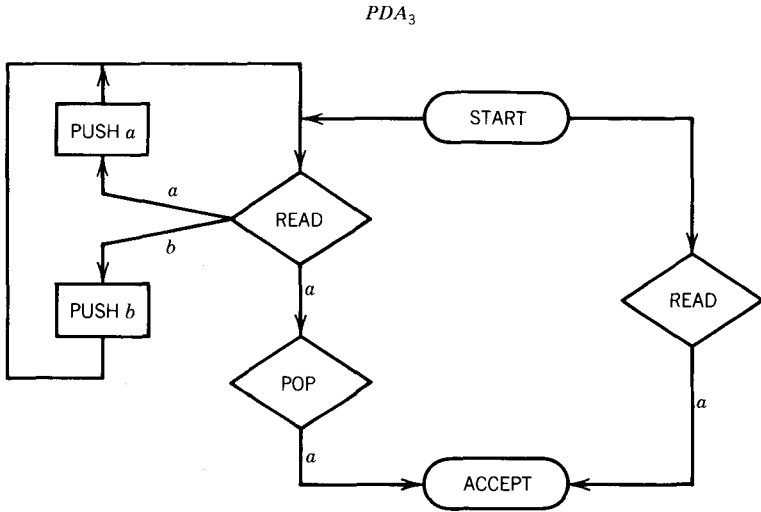 PDA₃
START
PUSH a
a
READ
b
a
PUSH b
READ
POP
a
a
ACCEPT